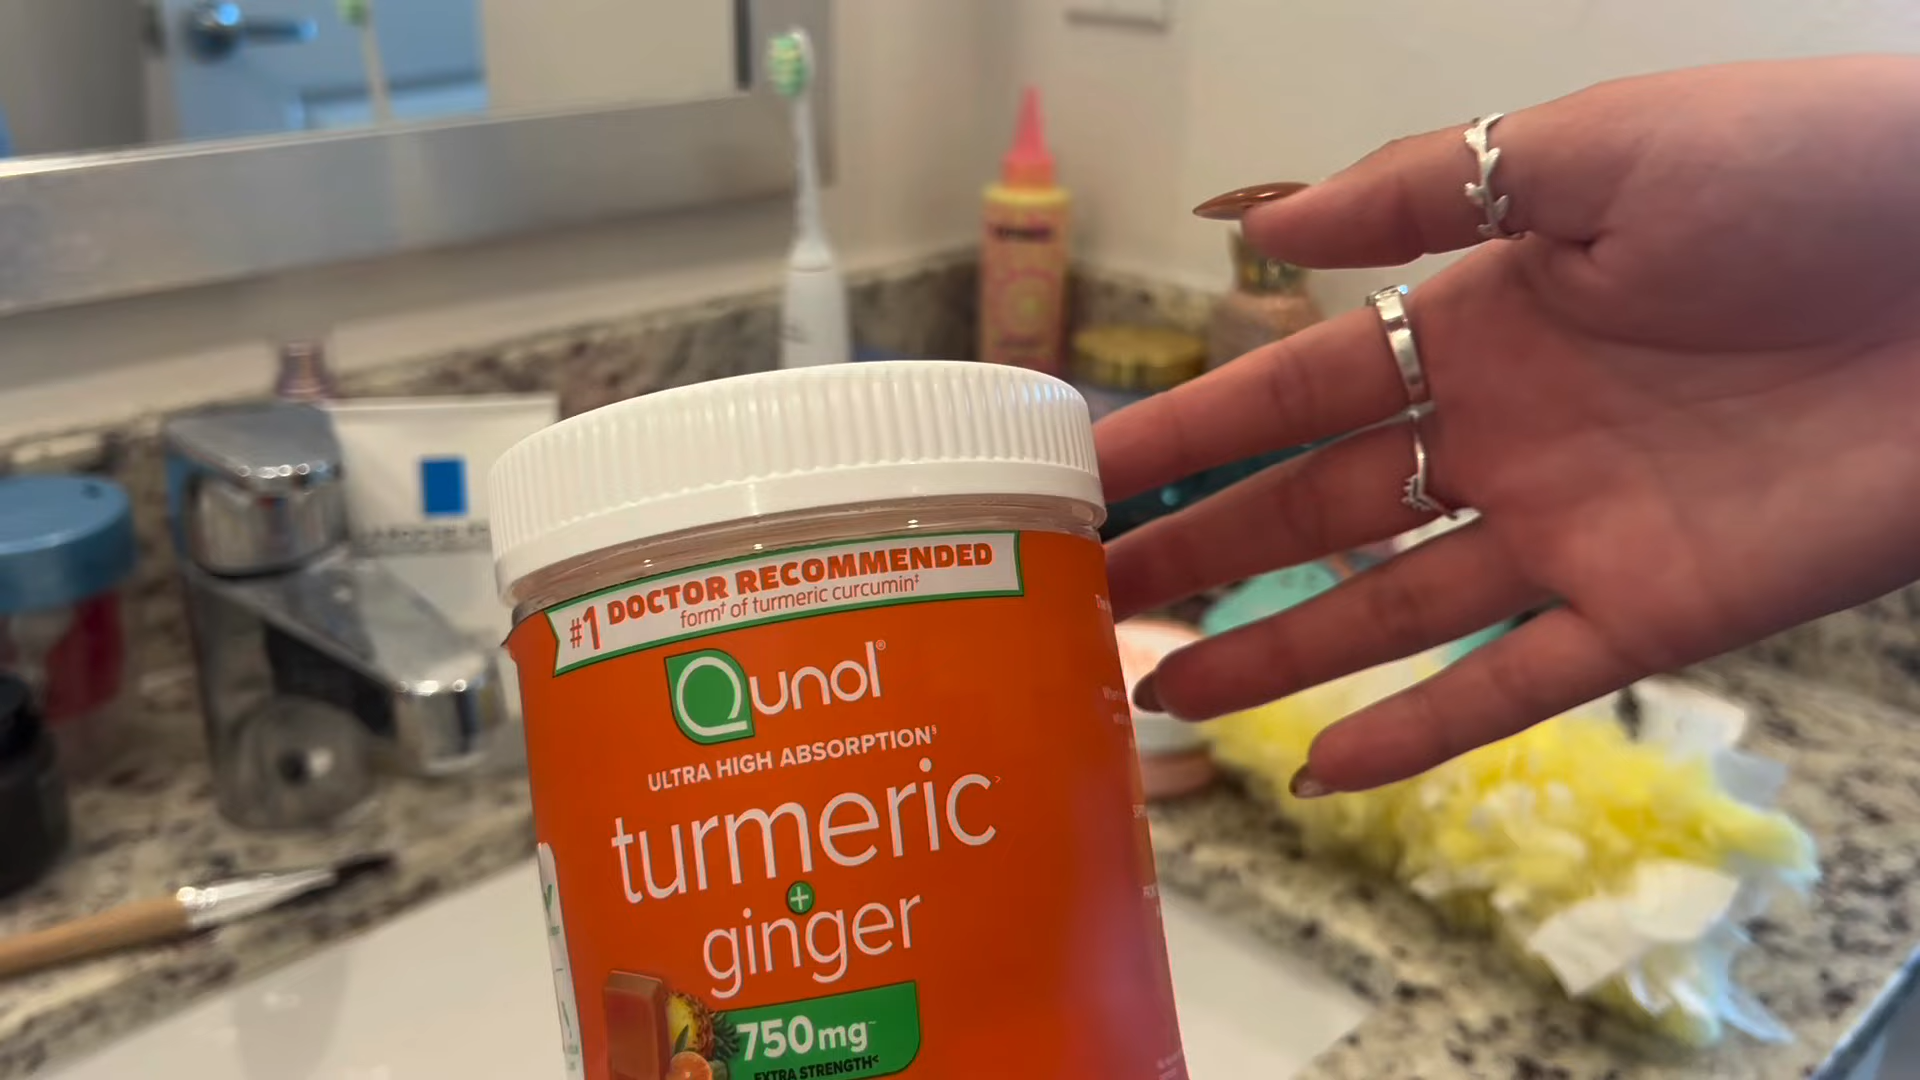 #1 DOCTOR RECOMMENDED
form† of turmeric curcumin‡
Qunol®
ULTRA HIGH ABSORPTION§
turmeric
+
ginger
750mg~
EXTRA STRENGTH<